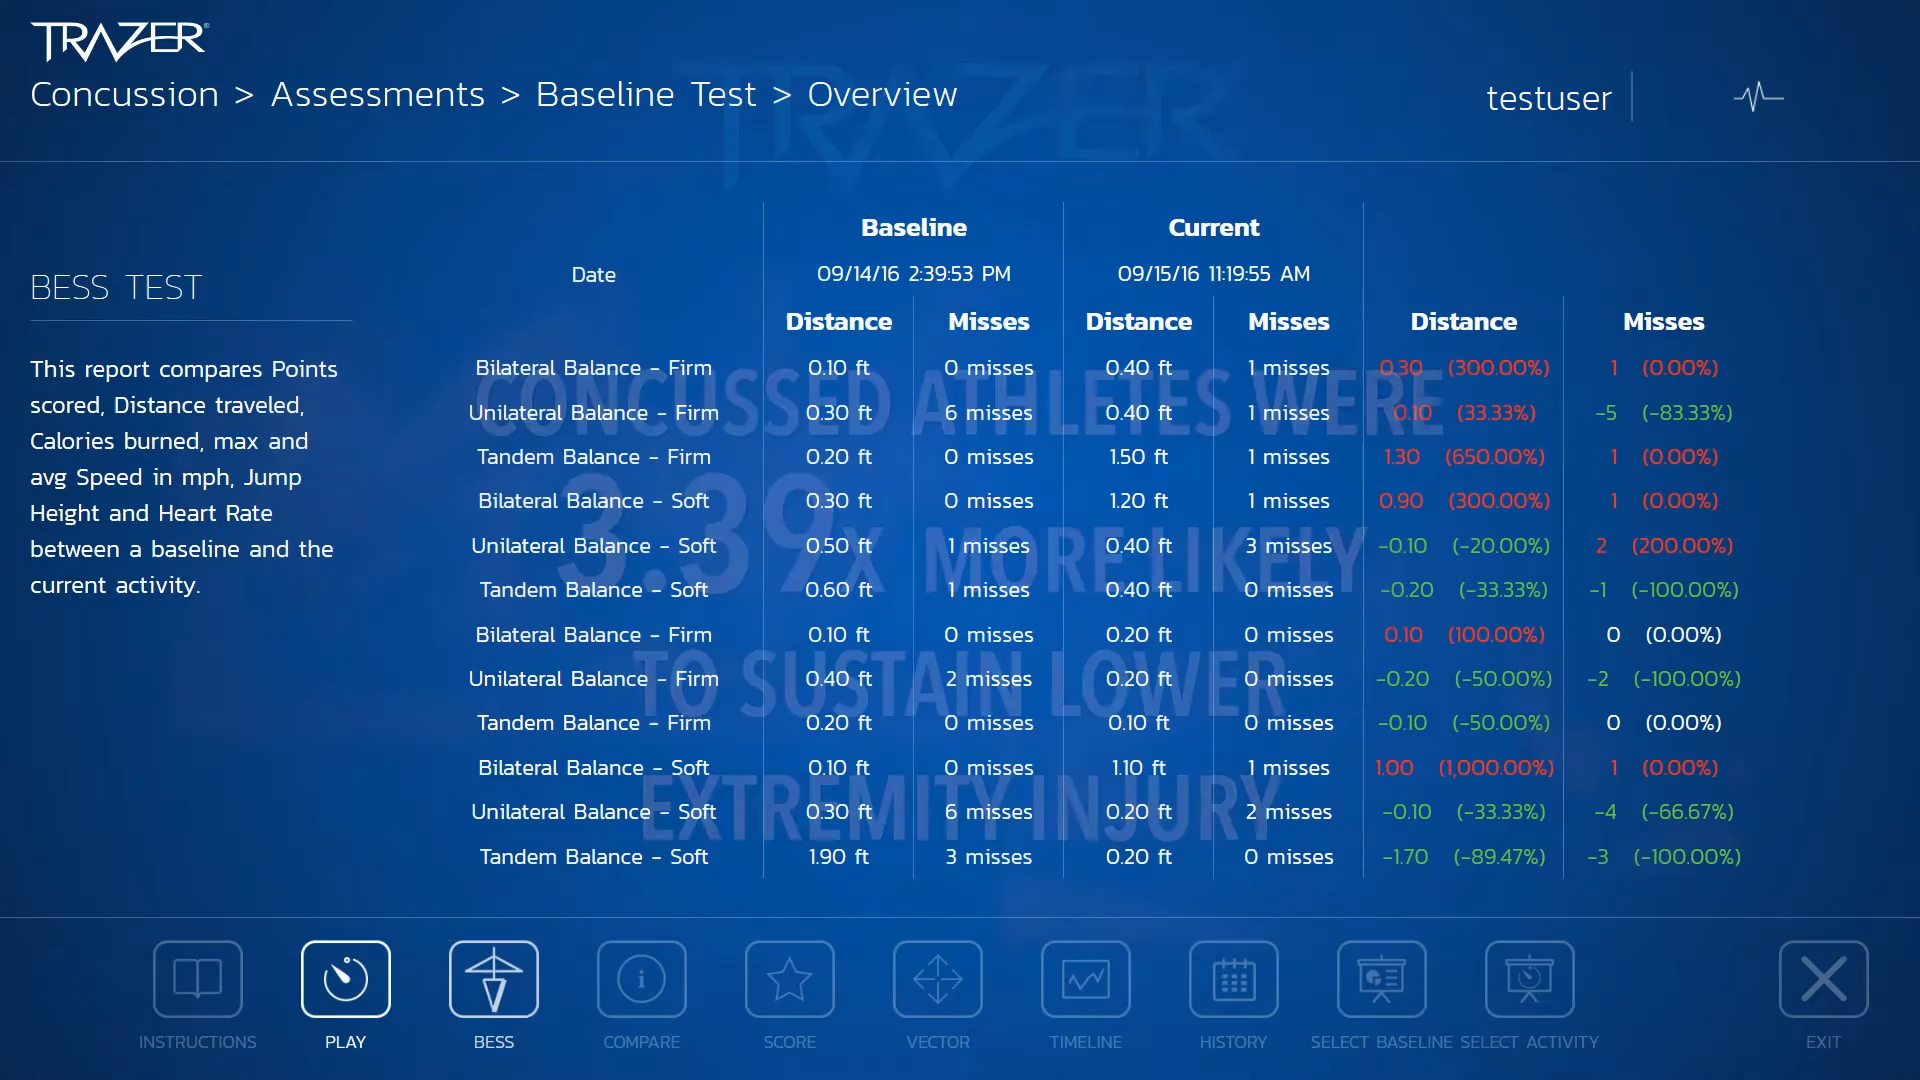 TRAZER®
Concussion > Assessments > Baseline Test > Overview
testuser
TRAZER
Baseline Current
Date 09/14/16 2:39:53 PM 09/15/16 11:19:55 AM
BESS TEST
Distance Misses Distance Misses Distance Misses
This report compares Points
scored, Distance traveled,
Calories burned, max and
avg Speed in mph, Jump
Height and Heart Rate
between a baseline and the
current activity.
Bilateral Balance - Firm 0.10 ft 0 misses 0.40 ft 1 misses 0.30 (300.00%) 1 (0.00%)
Unilateral Balance - Firm 0.30 ft 6 misses 0.40 ft 1 misses 0.10 (33.33%) -5 (-83.33%)
Tandem Balance - Firm 0.20 ft 0 misses 1.50 ft 1 misses 1.30 (650.00%) 1 (0.00%)
Bilateral Balance - Soft 0.30 ft 0 misses 1.20 ft 1 misses 0.90 (300.00%) 1 (0.00%)
Unilateral Balance - Soft 0.50 ft 1 misses 0.40 ft 3 misses -0.10 (-20.00%) 2 (200.00%)
Tandem Balance - Soft 0.60 ft 1 misses 0.40 ft 0 misses -0.20 (-33.33%) -1 (-100.00%)
Bilateral Balance - Firm 0.10 ft 0 misses 0.20 ft 0 misses 0.10 (100.00%) 0 (0.00%)
Unilateral Balance - Firm 0.40 ft 2 misses 0.20 ft 0 misses -0.20 (-50.00%) -2 (-100.00%)
Tandem Balance - Firm 0.20 ft 0 misses 0.10 ft 0 misses -0.10 (-50.00%) 0 (0.00%)
Bilateral Balance - Soft 0.10 ft 0 misses 1.10 ft 1 misses 1.00 (1,000.00%) 1 (0.00%)
Unilateral Balance - Soft 0.30 ft 6 misses 0.20 ft 2 misses -0.10 (-33.33%) -4 (-66.67%)
Tandem Balance - Soft 1.90 ft 3 misses 0.20 ft 0 misses -1.70 (-89.47%) -3 (-100.00%)
CONCUSSED ATHLETES WERE
3.39X MORE LIKELY
TO SUSTAIN LOWER
EXTREMITY INJURY
INSTRUCTIONS PLAY BESS COMPARE SCORE VECTOR TIMELINE HISTORY SELECT BASELINE SELECT ACTIVITY EXIT